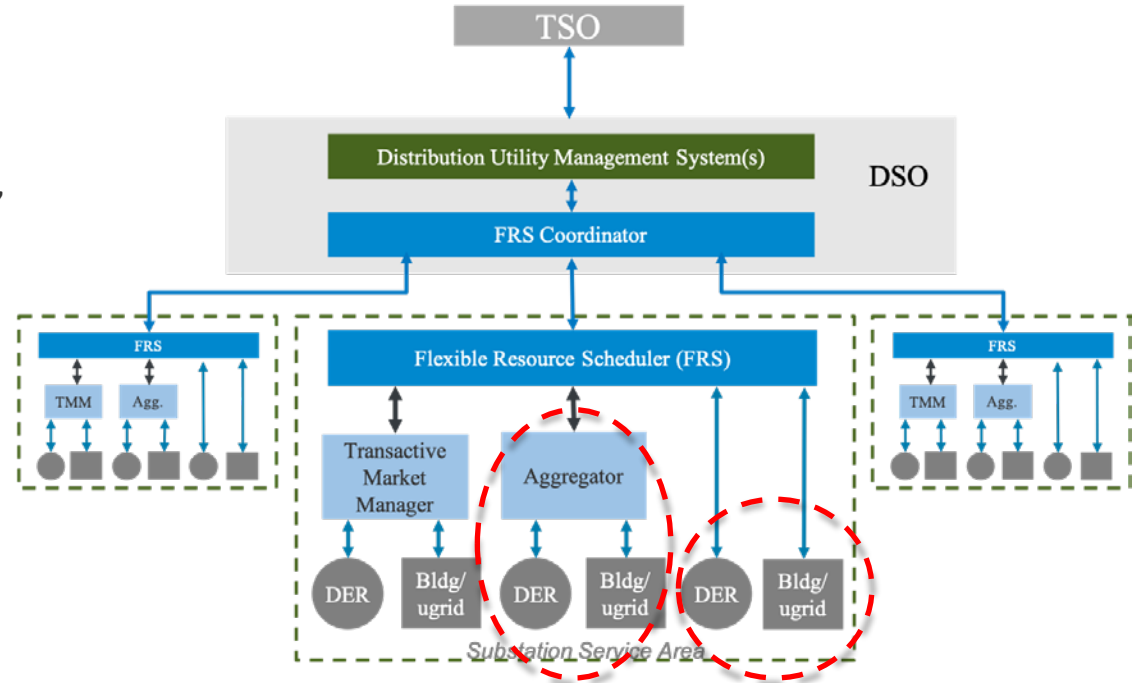 TSO
Distribution Utility Management System(s)
DSO
,
FRS Coordinator
FRS
TMM
Agg.
Flexible Resource Scheduler (FRS)
Transactive
Market
Manager
Aggregator
DER
Bldg/
ugrid
DER
Bldg/
ugrid
DER
Bldg/
ugrid
Substation Service Area
FRS
TMM
Agg.